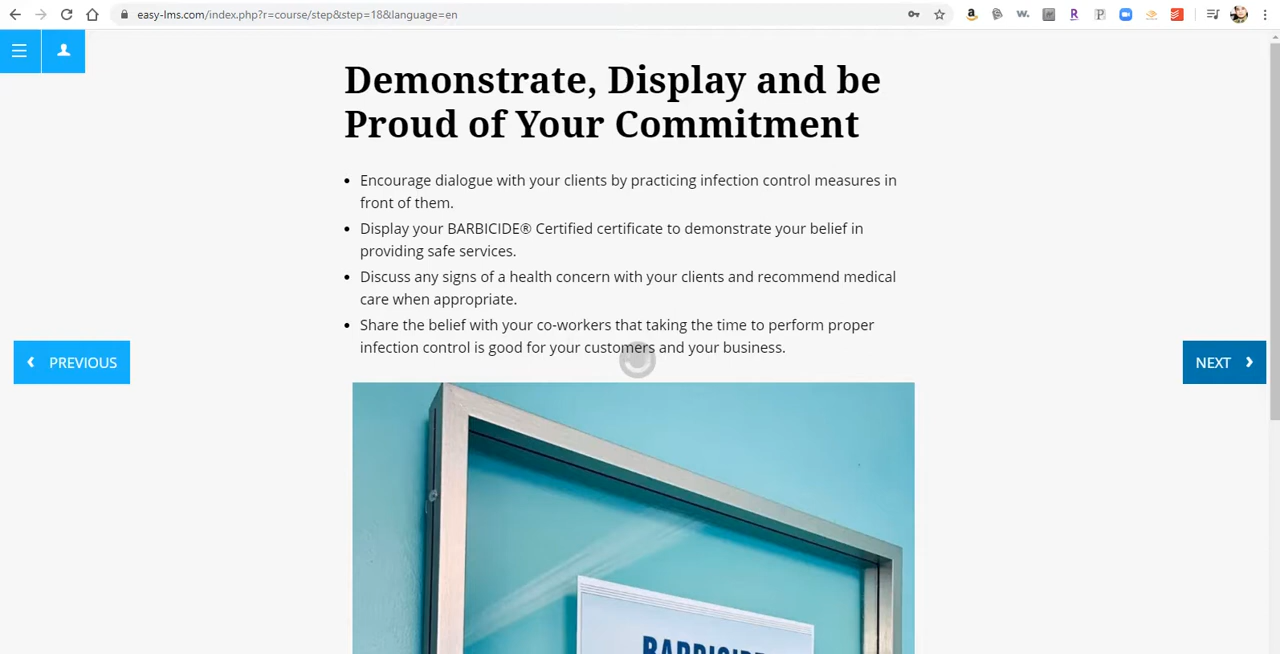 easy-lms.com/index.php?r=course/step&step=18&language=en
Demonstrate, Display and be
Proud of Your Commitment
Encourage dialogue with your clients by practicing infection control measures in
front of them.
Display your BARBICIDE® Certified certificate to demonstrate your belief in
providing safe services.
Discuss any signs of a health concern with your clients and recommend medical
care when appropriate.
Share the belief with your co-workers that taking the time to perform proper
infection control is good for your customers and your business.
PREVIOUS
NEXT
BARBICIDE